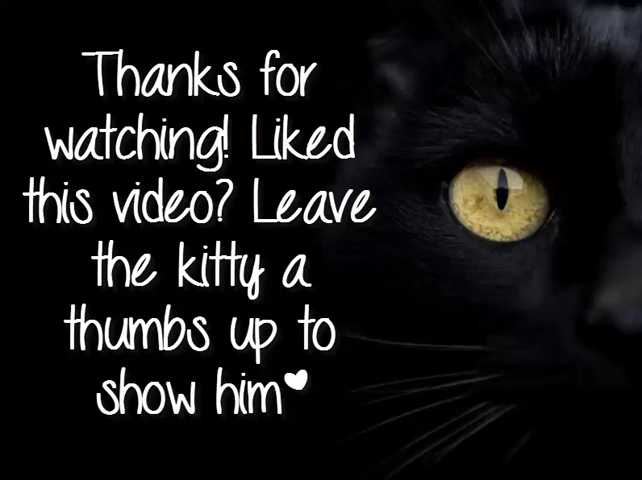 Thanks for
watching! Liked
this video? Leave
the kitty a
thumbs up to
show him♥